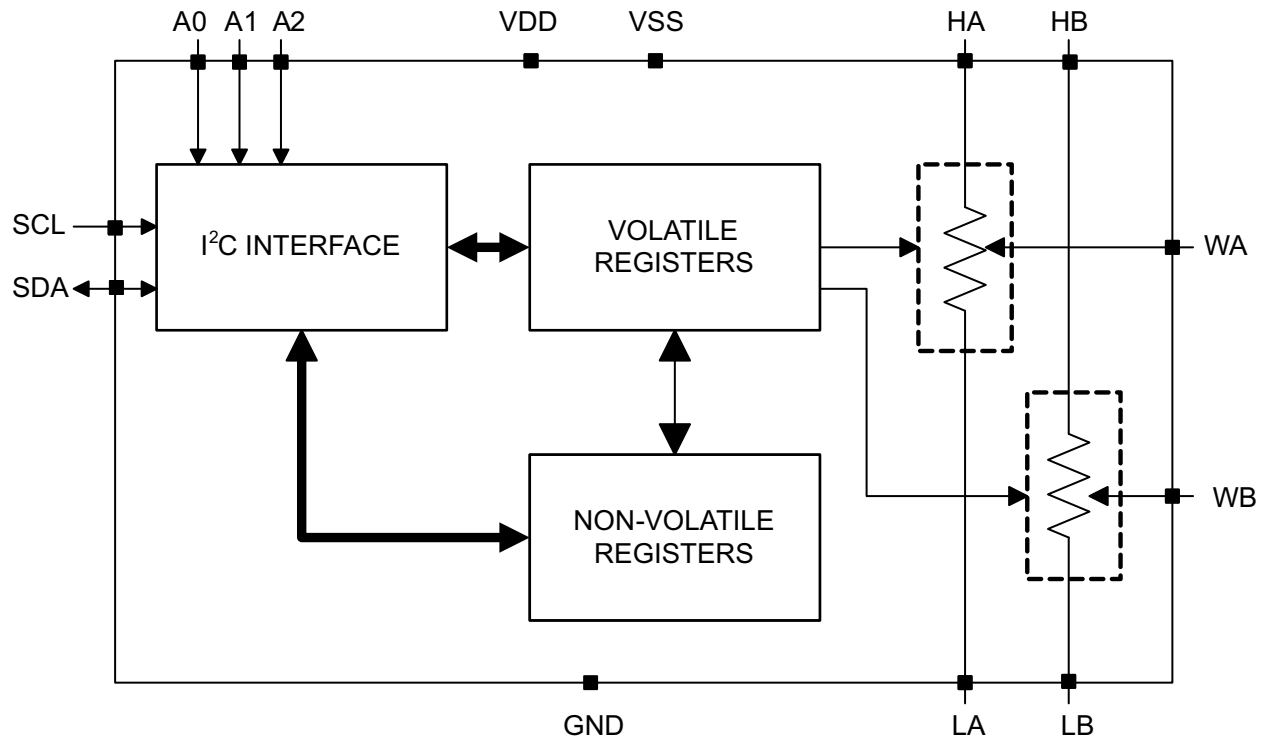 A0 A1 A2 VDD VSS HA HB
SCL
SDA
I²C INTERFACE
VOLATILE
REGISTERS
WA
WB
NON-VOLATILE
REGISTERS
GND LA LB